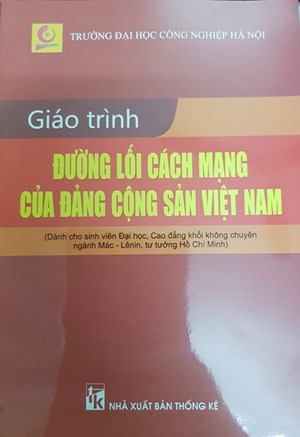 TRƯỜNG ĐẠI HỌC CÔNG NGHIỆP HÀ NỘI
Giáo trình
ĐƯỜNG LỐI CÁCH MẠNG
CỦA ĐẢNG CỘNG SẢN VIỆT NAM
(Dành cho sinh viên Đại học, Cao đẳng khối không chuyên
ngành Mác - Lênin, tư tưởng Hồ Chí Minh)
NHÀ XUẤT BẢN THỐNG KÊ